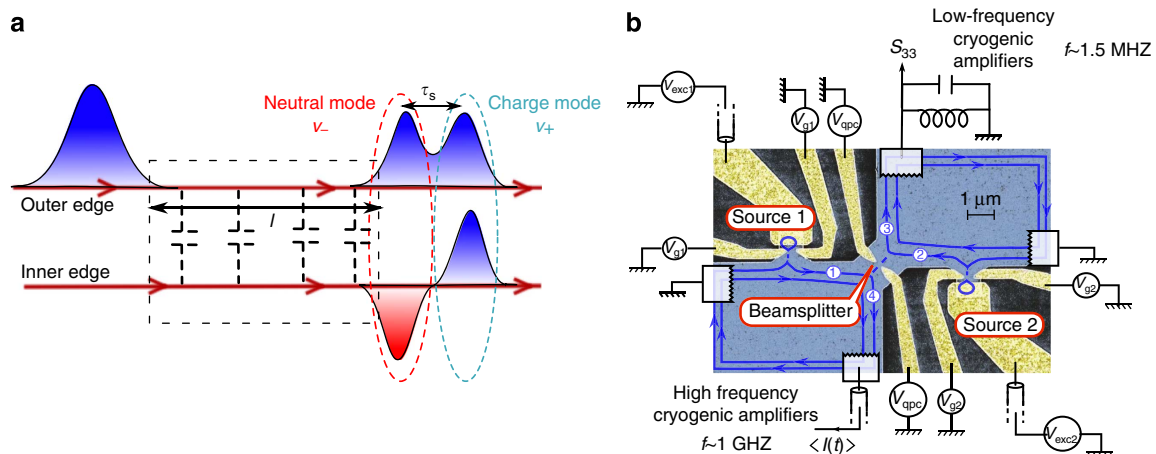 a
τs
Neutral mode
ν−
Charge mode
ν+
Outer edge
l
Inner edge
b
Low-frequency
cryogenic
amplifiers
f~1.5 MHZ
S33
Vexc1
Vg1
Vqpc
1 µm
Source 1
3
2
Vg1
1
4
Vg2
Beamsplitter
Source 2
High frequency
cryogenic amplifiers
f~1 GHZ
<I(t)>
Vqpc
Vg2
Vexc2